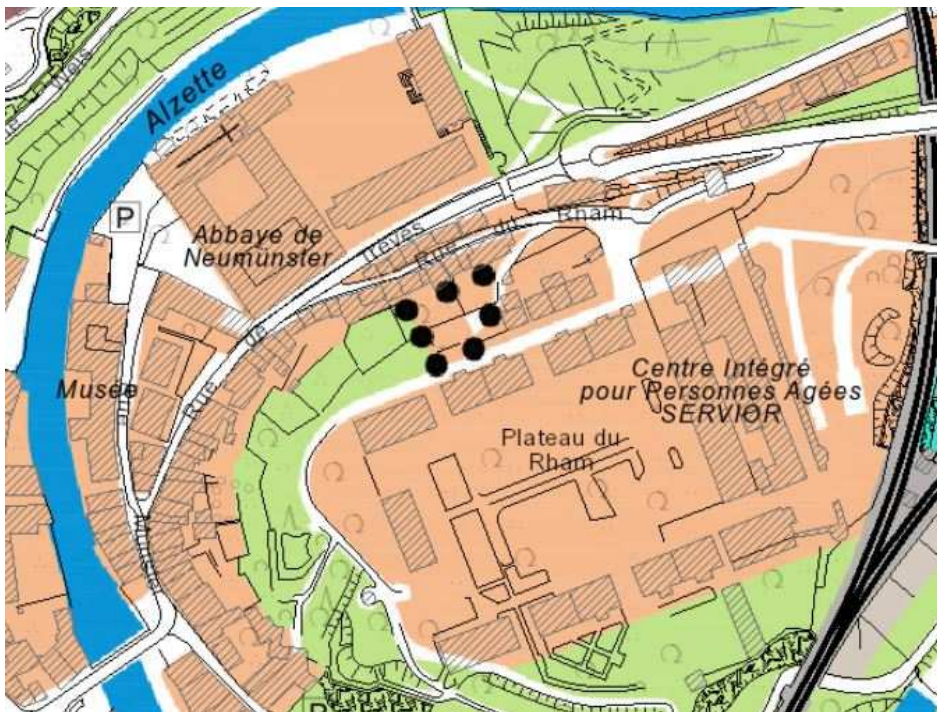 Alzette
P
Abbaye de
Neumünster
Trèves
Rue du Rham
de
Rue
Musée
Centre Intégré
pour Personnes Agées
SERVIOR
Plateau du
Rham
P